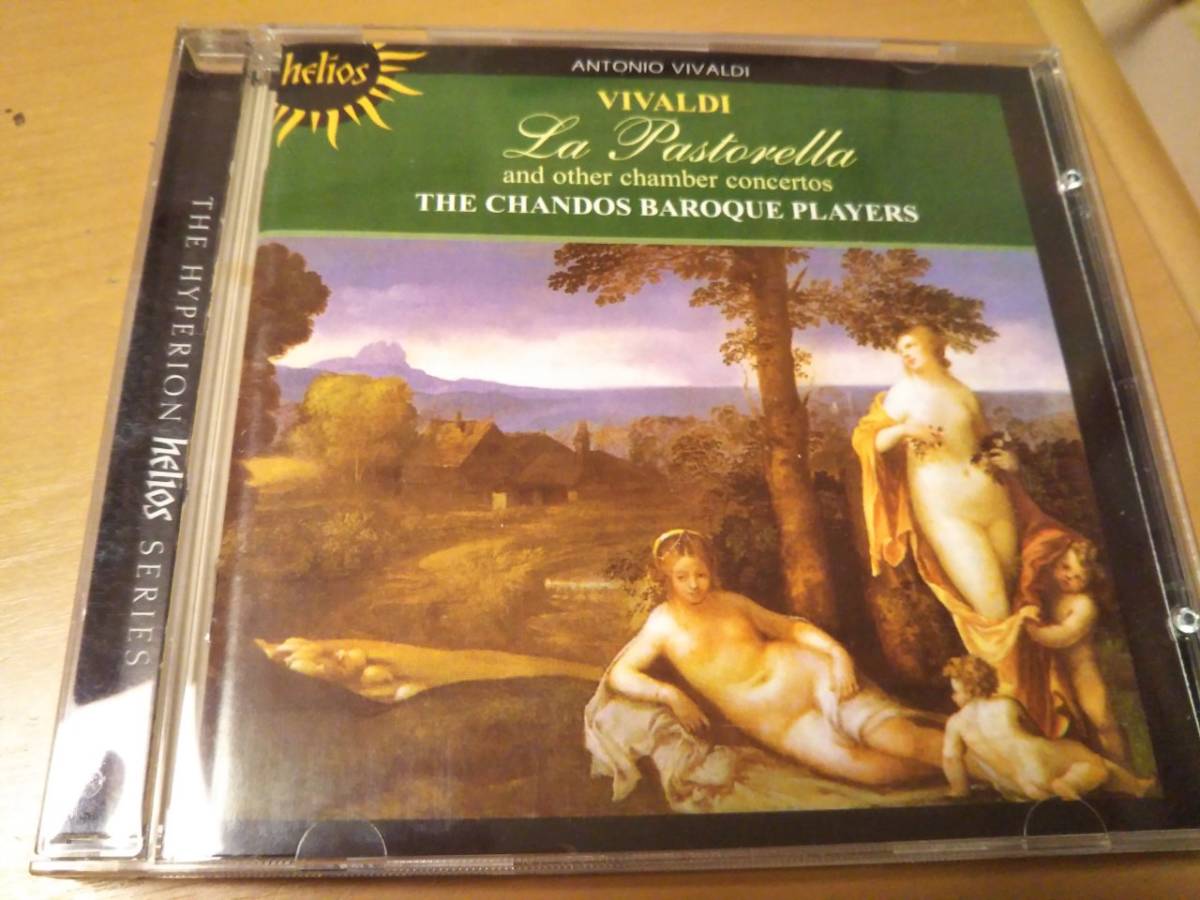 helios
ANTONIO VIVALDI
VIVALDI
La Pastorella
and other chamber concertos
THE CHANDOS BAROQUE PLAYERS
THE HYPERION helios SERIES